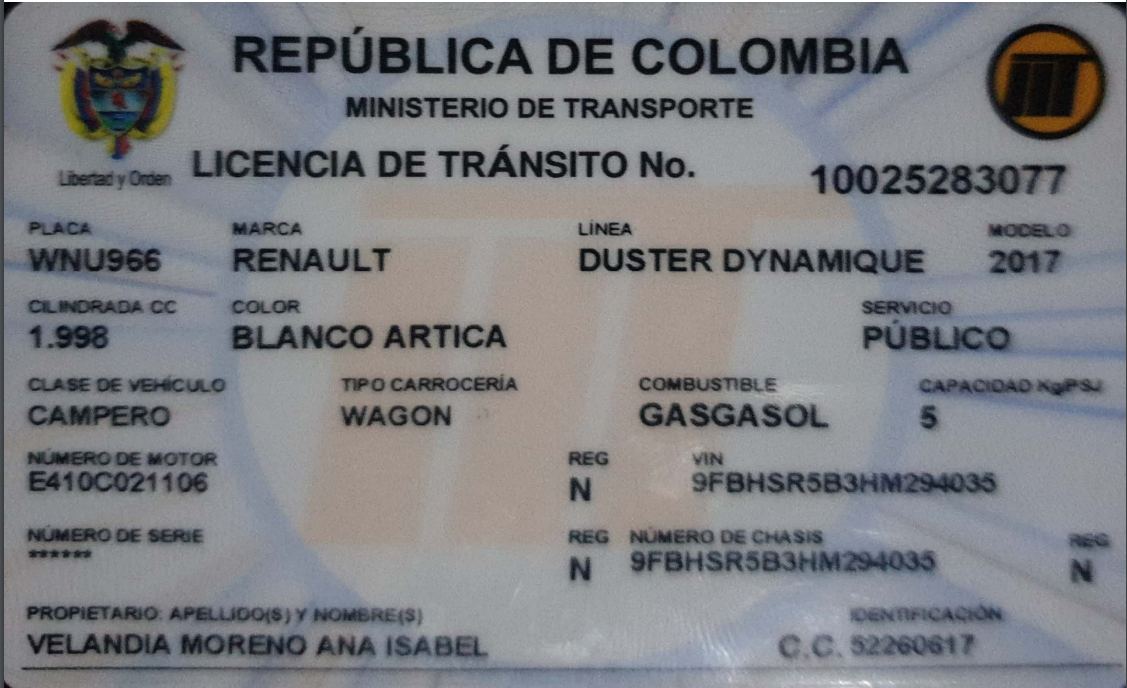 REPÚBLICA DE COLOMBIA
MINISTERIO DE TRANSPORTE
Libertad y Orden
LICENCIA DE TRÁNSITO No. 10025283077
PLACA MARCA LÍNEA MODELO
WNU966 RENAULT DUSTER DYNAMIQUE 2017
CILINDRADA CC COLOR SERVICIO
1.998 BLANCO ARTICA PÚBLICO
CLASE DE VEHÍCULO TIPO CARROCERÍA COMBUSTIBLE CAPACIDAD Kg/PSJ
CAMPERO WAGON GASGASOL 5
NÚMERO DE MOTOR REG VIN
E410C021106 N 9FBHSR5B3HM294035
NÚMERO DE SERIE REG NÚMERO DE CHASIS REG
****** N 9FBHSR5B3HM294035 N
PROPIETARIO: APELLIDO(S) Y NOMBRE(S) IDENTIFICACIÓN
VELANDIA MORENO ANA ISABEL C.C. 52260617